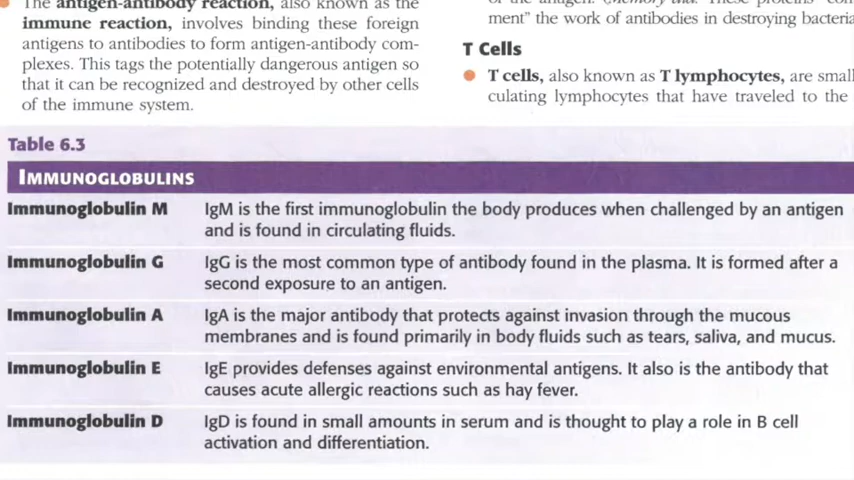 The antigen-antibody reaction, also known as the
immune reaction, involves binding these foreign
antigens to antibodies to form antigen-antibody com-
plexes. This tags the potentially dangerous antigen so
that it can be recognized and destroyed by other cells
of the immune system.
ment" the work of antibodies in destroying bacteria
T Cells
T cells, also known as T lymphocytes, are small
culating lymphocytes that have traveled to the
Table 6.3
IMMUNOGLOBULINS
Immunoglobulin M IgM is the first immunoglobulin the body produces when challenged by an antigen
and is found in circulating fluids.
Immunoglobulin G IgG is the most common type of antibody found in the plasma. It is formed after a
second exposure to an antigen.
Immunoglobulin A IgA is the major antibody that protects against invasion through the mucous
membranes and is found primarily in body fluids such as tears, saliva, and mucus.
Immunoglobulin E IgE provides defenses against environmental antigens. It also is the antibody that
causes acute allergic reactions such as hay fever.
Immunoglobulin D IgD is found in small amounts in serum and is thought to play a role in B cell
activation and differentiation.